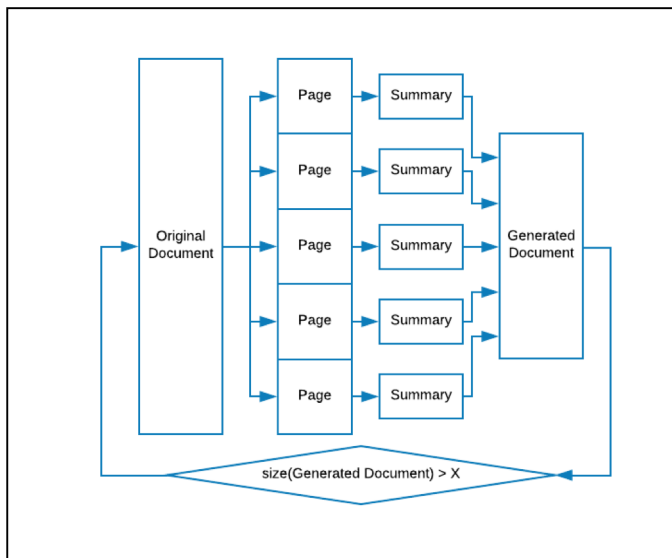 Page
Summary
Page
Summary
Original
Document
Page
Summary
Generated
Document
Page
Summary
Page
Summary
size(Generated Document) > X